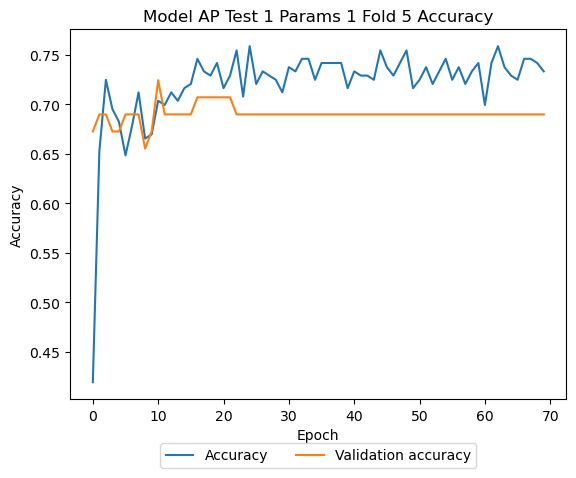 Model AP Test 1 Params 1 Fold 5 Accuracy
0.75
0.70
0.65
0.60
0.55
0.50
0.45
Accuracy
0 10 20 30 40 50 60 70
Epoch
Accuracy Validation accuracy